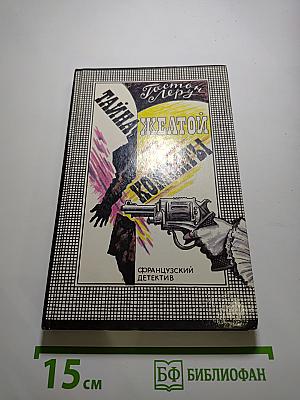 Гастон
Леру
ТАЙНА
ЖЕЛТОЙ
КОМНАТЫ
ФРАНЦУЗСКИЙ
ДЕТЕКТИВ
15 см
БФ БИБЛИОФАН